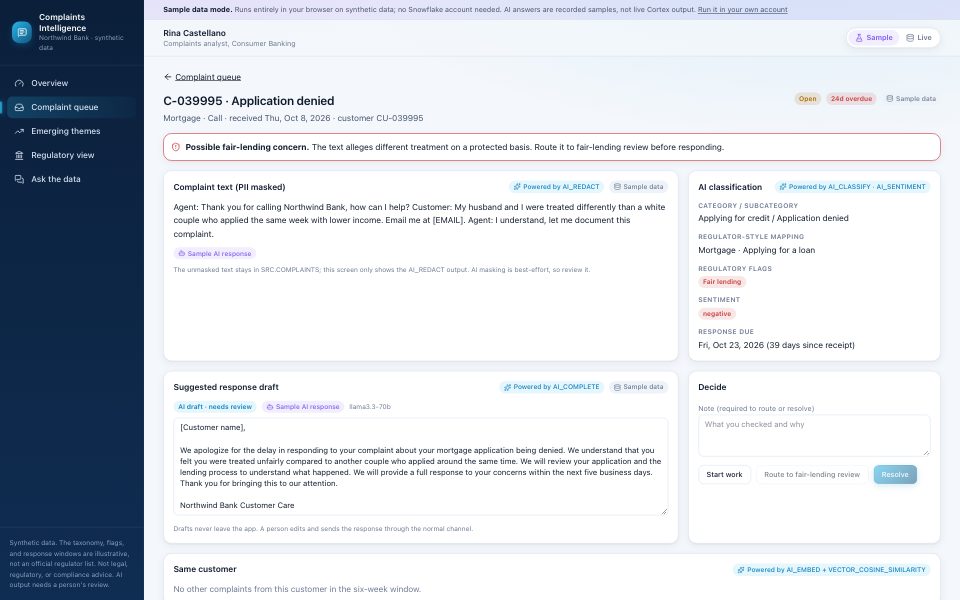 Complaints
Intelligence
Northwind Bank · synthetic
data
Overview
Complaint queue
Emerging themes
Regulatory view
Ask the data
Synthetic data. The taxonomy, flags,
and response windows are illustrative,
not an official regulator list. Not legal,
regulatory, or compliance advice. AI
output needs a person's review.
Sample data mode. Runs entirely in your browser on synthetic data; no Snowflake account needed. AI answers are recorded samples, not live Cortex output. Run it in your own account
Rina Castellano
Complaints analyst, Consumer Banking
Sample Live
← Complaint queue
C-039995 · Application denied
Open 24d overdue Sample data
Mortgage · Call · received Thu, Oct 8, 2026 · customer CU-039995
Possible fair-lending concern. The text alleges different treatment on a protected basis. Route it to fair-lending review before responding.
Complaint text (PII masked) Powered by AI_REDACT Sample data
Agent: Thank you for calling Northwind Bank, how can I help? Customer: My husband and I were treated differently than a white
couple who applied the same week with lower income. Email me at [EMAIL]. Agent: I understand, let me document this
complaint.
Sample AI response
The unmasked text stays in SRC.COMPLAINTS; this screen only shows the AI_REDACT output. AI masking is best-effort, so review it.
AI classification Powered by AI_CLASSIFY · AI_SENTIMENT
CATEGORY / SUBCATEGORY
Applying for credit / Application denied
REGULATOR-STYLE MAPPING
Mortgage · Applying for a loan
REGULATORY FLAGS
Fair lending
SENTIMENT
negative
RESPONSE DUE
Fri, Oct 23, 2026 (39 days since receipt)
Suggested response draft Powered by AI_COMPLETE Sample data
AI draft · needs review Sample AI response llama3.3-70b
[Customer name],
We apologize for the delay in responding to your complaint about your mortgage application being denied. We understand that you
felt you were treated unfairly compared to another couple who applied around the same time. We will review your application and the
lending process to understand what happened. We will provide a full response to your concerns within the next five business days.
Thank you for bringing this to our attention.
Northwind Bank Customer Care
Drafts never leave the app. A person edits and sends the response through the normal channel.
Decide
Note (required to route or resolve)
What you checked and why
Start work Route to fair-lending review Resolve
Same customer Powered by AI_EMBED + VECTOR_COSINE_SIMILARITY
No other complaints from this customer in the six-week window.